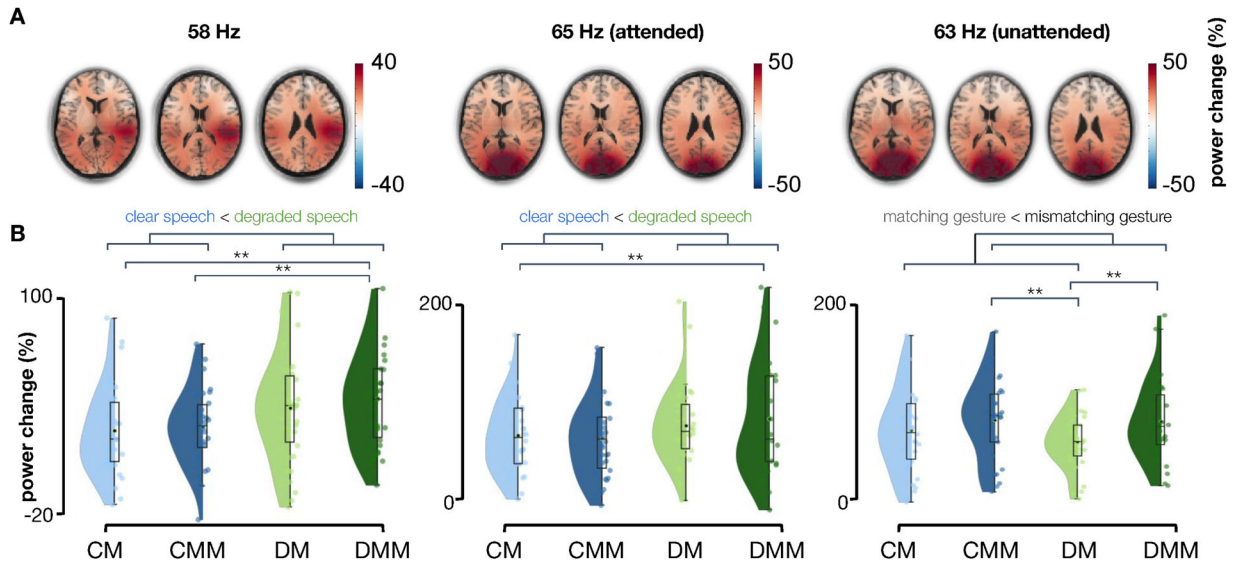 A
58 Hz
65 Hz (attended)
63 Hz (unattended)
40
-40
50
-50
50
-50
power change (%)
B
clear speech < degraded speech
clear speech < degraded speech
matching gesture < mismatching gesture
**
**
**
**
**
power change (%)
100
-20
200
0
200
0
CM CMM DM DMM
CM CMM DM DMM
CM CMM DM DMM